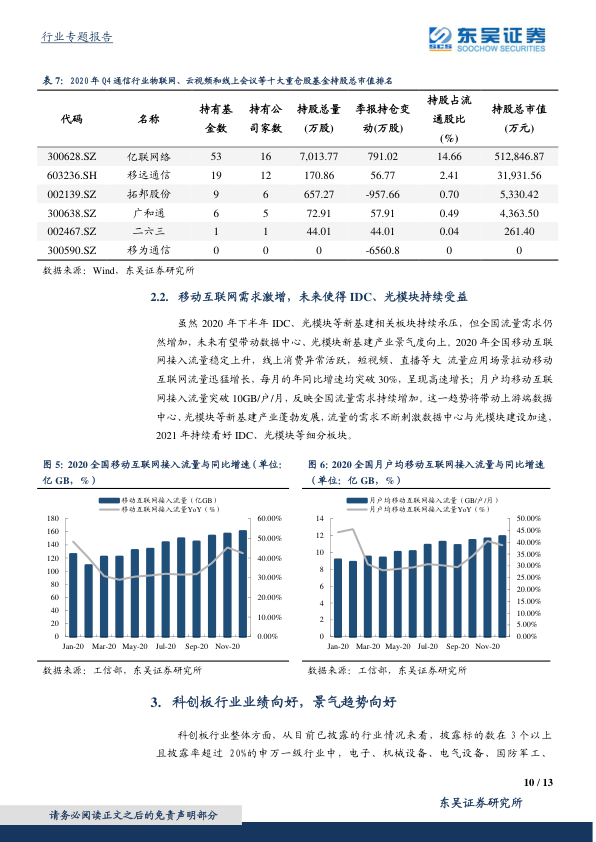 行业专题报告
东吴证券
SCS
SOOCHOW SECURITIES
表 7：2020 年 Q4 通信行业物联网、云视频和线上会议等十大重仓股基金持股总市值排名
代码 名称 持有基金数 持有公司家数 持股总量(万股) 季报持仓变动(万股) 持股占流通股比(%) 持股总市值(万元)
300628.SZ 亿联网络 53 16 7,013.77 791.02 14.66 512,846.87
603236.SH 移远通信 19 12 170.86 56.77 2.41 31,931.56
002139.SZ 拓邦股份 9 6 657.27 -957.66 0.70 5,330.42
300638.SZ 广和通 6 5 72.91 57.91 0.49 4,363.50
002467.SZ 二六三 1 1 44.01 44.01 0.04 261.40
300590.SZ 移为通信 0 0 0 -6560.8 0 0
数据来源：Wind，东吴证券研究所
2.2. 移动互联网需求激增，未来使得 IDC、光模块持续受益
虽然 2020 年下半年 IDC、光模块等新基建相关板块持续承压，但全国流量需求仍
然增加，未来有望带动数据中心、光模块新基建产业景气度向上。2020 年全国移动互联
网接入流量稳定上升，线上消费异常活跃，短视频、直播等大 流量应用场景拉动移动
互联网流量迅猛增长，每月的年同比增速均突破 30%，呈现高速增长；月户均移动互联
网接入流量突破 10GB/户/月，反映全国流量需求持续增加。这一趋势将带动上游端数据
中心、光模块等新基建产业蓬勃发展，流量的需求不断刺激数据中心与光模块建设加速，
2021 年持续看好 IDC、光模块等细分板块。
图 5：2020 全国移动互联网接入流量与同比增速（单位：
亿 GB，%）
移动互联网接入流量（亿GB）
移动互联网接入流量YoY（%）
180 60.00%
160 50.00%
140 40.00%
120 30.00%
100 20.00%
80 10.00%
60 0.00%
40
20
0
Jan-20 Mar-20 May-20 Jul-20 Sep-20 Nov-20
数据来源：工信部，东吴证券研究所
图 6：2020 全国月户均移动互联网接入流量与同比增速
（单位：亿 GB，%）
月户均移动互联网接入流量（GB/户/月）
月户均移动互联网接入流量YoY（%）
14 50.00%
12 45.00%
10 40.00%
8 35.00%
6 30.00%
4 25.00%
2 20.00%
0 15.00%
10.00%
5.00%
0.00%
Jan-20 Mar-20 May-20 Jul-20 Sep-20 Nov-20
数据来源：工信部，东吴证券研究所
3. 科创板行业业绩向好，景气趋势向好
科创板行业整体方面，从目前已披露的行业情况来看，披露标的数在 3 个以上
且披露率超过 20%的申万一级行业中，电子、机械设备、电气设备、国防军工、
10 / 13
东吴证券研究所
请务必阅读正文之后的免责声明部分